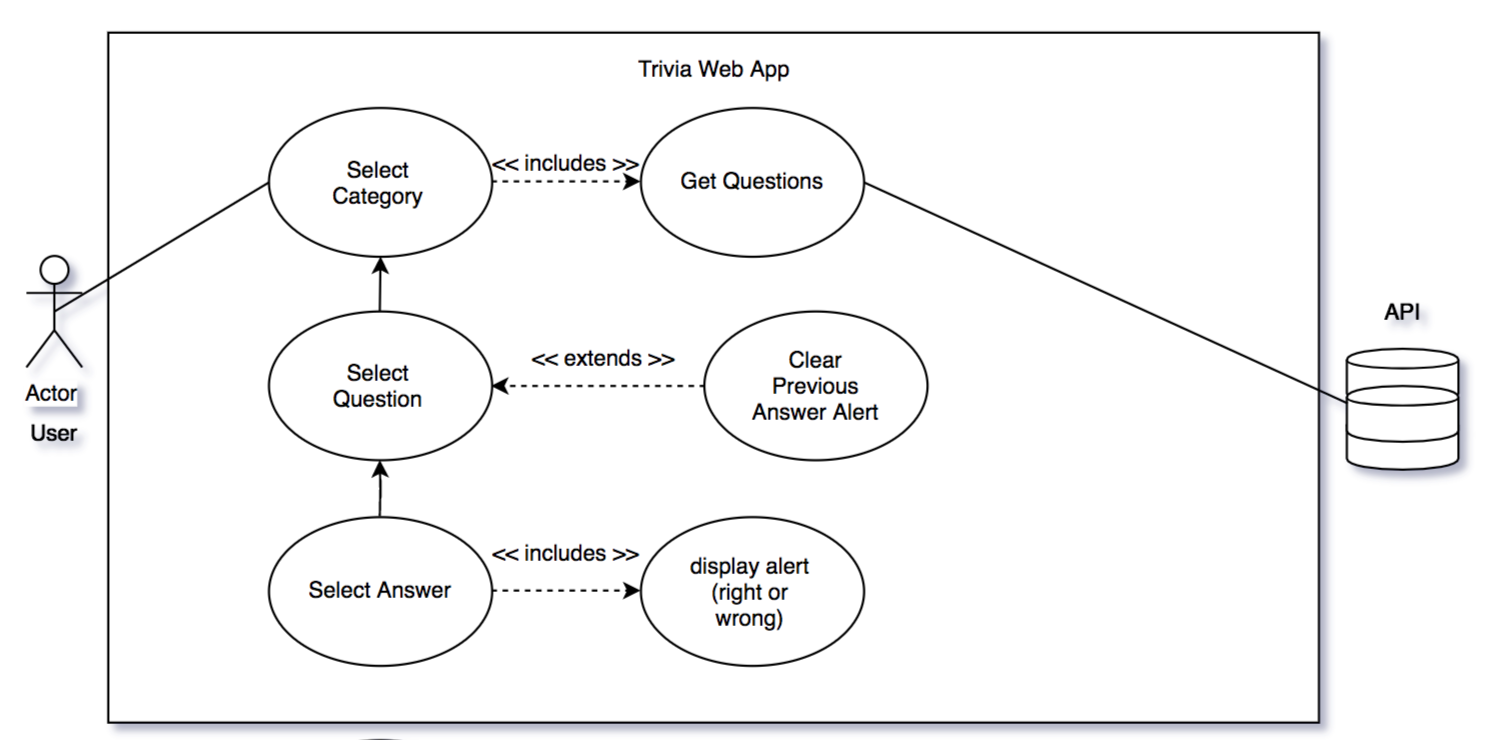 Trivia Web App
Select
Category
<< includes >>
Get Questions
Actor
User
API
Select
Question
<< extends >>
Clear
Previous
Answer Alert
Select Answer
<< includes >>
display alert
(right or
wrong)